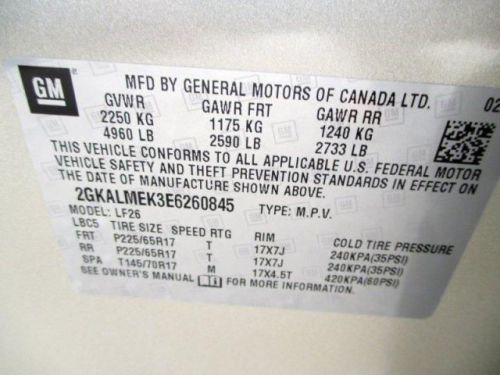 GM
MFD BY GENERAL MOTORS OF CANADA LTD. 02
GVWR GAWR FRT GAWR RR
2250 KG 1175 KG 1240 KG
4960 LB 2590 LB 2733 LB
THIS VEHICLE CONFORMS TO ALL APPLICABLE U.S. FEDERAL MOTOR
VEHICLE SAFETY AND THEFT PREVENTION STANDARDS IN EFFECT ON
THE DATE OF MANUFACTURE SHOWN ABOVE.
2GKALMEK3E6260845 TYPE: M.P.V.
MODEL: LF26
LBC5 TIRE SIZE SPEED RTG RIM COLD TIRE PRESSURE
FRT P225/65R17 T 17X7J 240KPA(35PSI)
RR P225/65R17 T 17X7J 240KPA(35PSI)
SPA T145/70R17 M 17X4.5T 420KPA(60PSI)
SEE OWNER'S MANUAL FOR MORE INFORMATION.